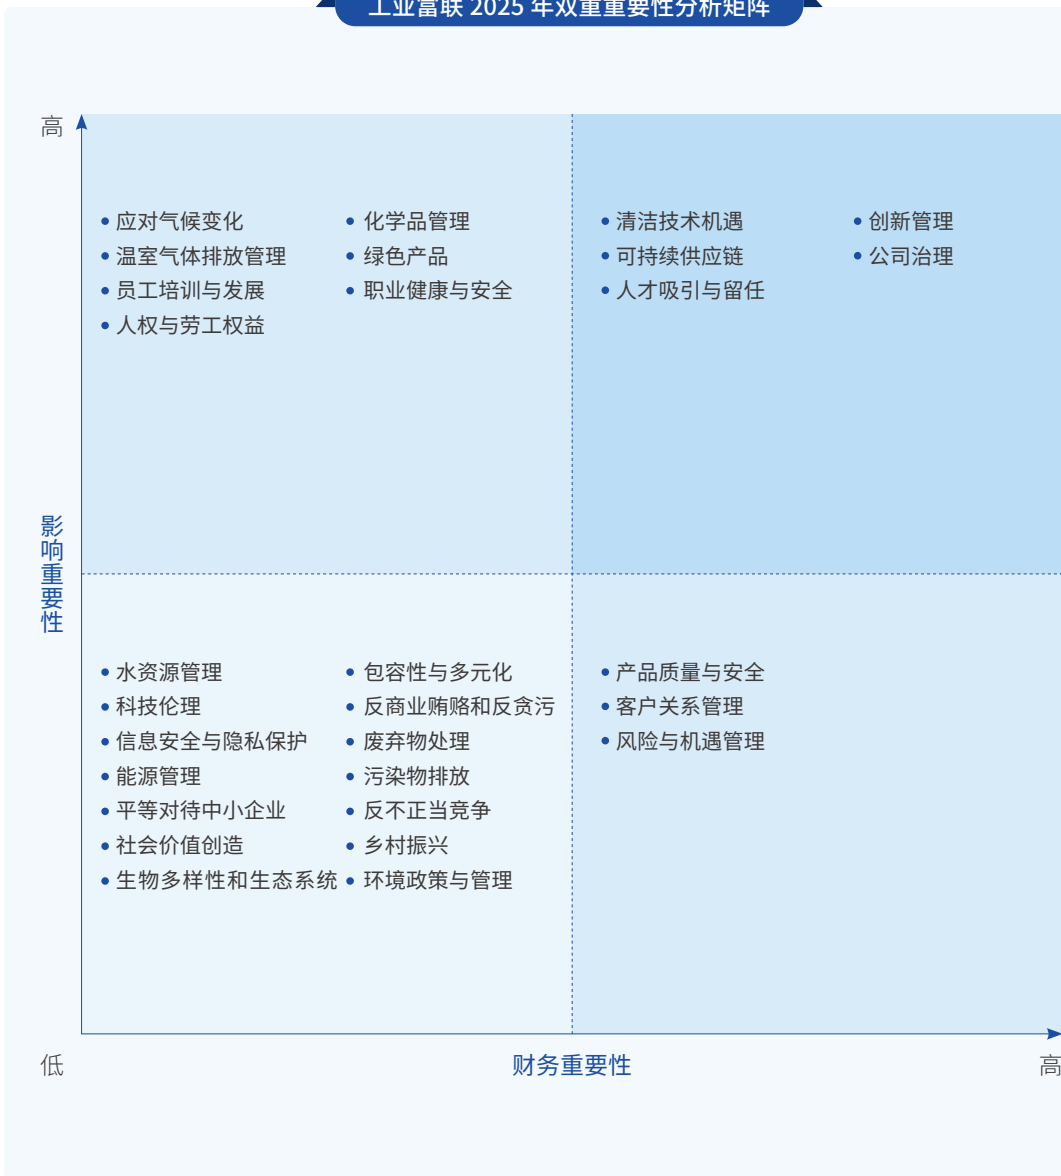 工业富联 2025 年双重重要性分析矩阵
高
• 应对气候变化
• 温室气体排放管理
• 员工培训与发展
• 人权与劳工权益
• 化学品管理
• 绿色产品
• 职业健康与安全
• 清洁技术机遇
• 可持续供应链
• 人才吸引与留任
• 创新管理
• 公司治理
影响重要性
• 水资源管理
• 科技伦理
• 信息安全与隐私保护
• 能源管理
• 平等对待中小企业
• 社会价值创造
• 生物多样性和生态系统
• 包容性与多元化
• 反商业贿赂和反贪污
• 废弃物处理
• 污染物排放
• 反不正当竞争
• 乡村振兴
• 环境政策与管理
• 产品质量与安全
• 客户关系管理
• 风险与机遇管理
低
财务重要性
高